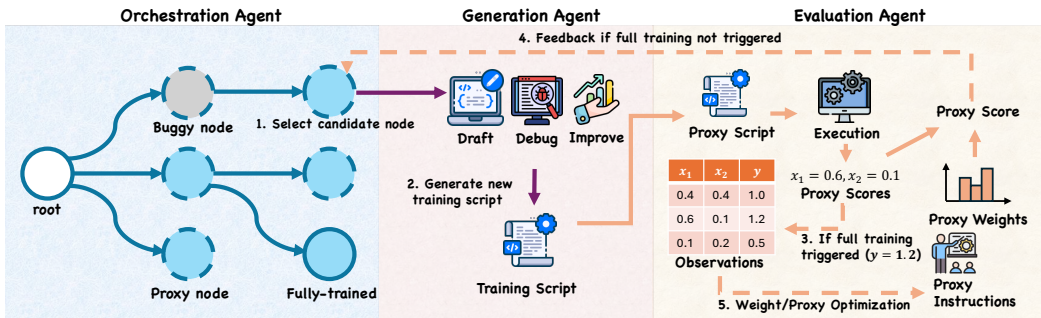 Orchestration Agent
Generation Agent
Evaluation Agent
4. Feedback if full training not triggered
Buggy node
1. Select candidate node
root
Proxy node
Fully-trained
Draft
Debug
Improve
2. Generate new
training script
Training Script
Proxy Script
Execution
Proxy Score
x₁ x₂ y
0.4 0.4 1.0
0.6 0.1 1.2
0.1 0.2 0.5
Observations
x₁ = 0.6, x₂ = 0.1
Proxy Scores
Proxy Weights
3. If full training
triggered (y = 1.2)
Proxy
Instructions
5. Weight/Proxy Optimization